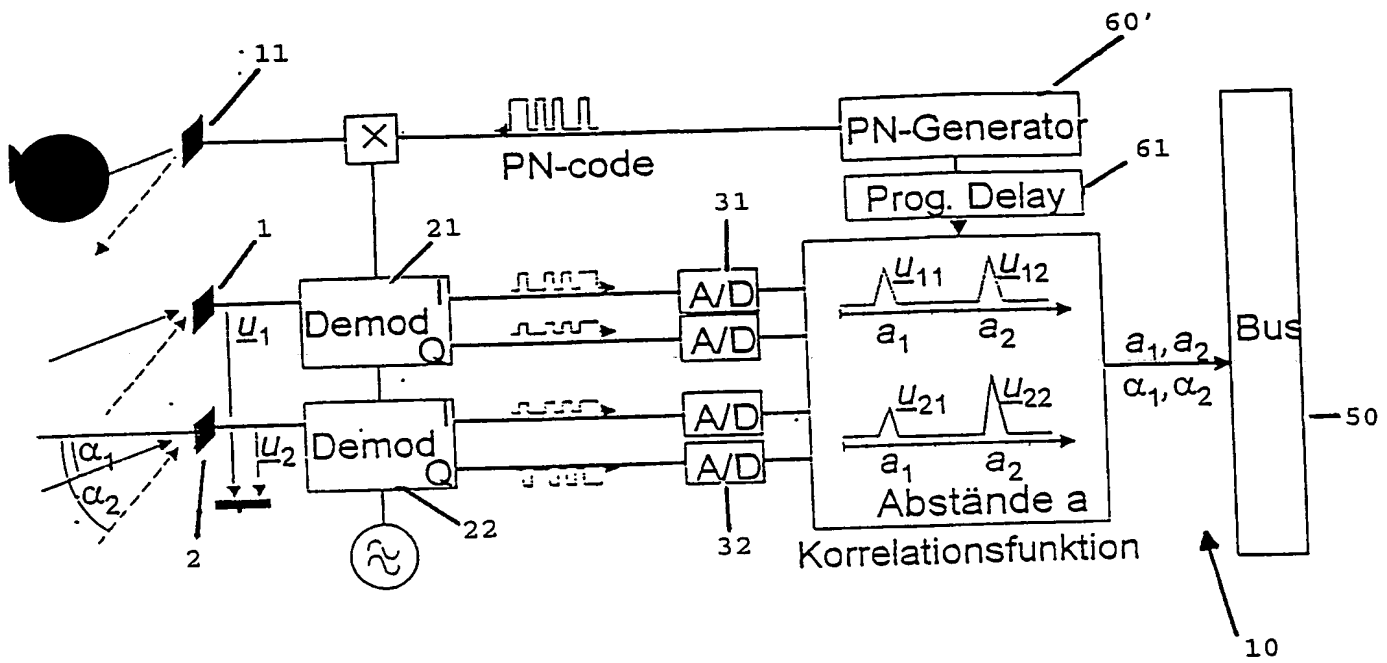 60'
11
PN-Generator
PN-code
61
Prog. Delay
1
21
31
I
Demod
Q
A/D
A/D
u₁
u₁₁
u₁₂
a₁
a₂
Bus
a₁, a₂
α₁, α₂
I
Demod
Q
A/D
A/D
u₂
u₂₁
u₂₂
a₁
a₂
50
α₁
α₂
Abstände a
2
22
32
Korrelationsfunktion
10